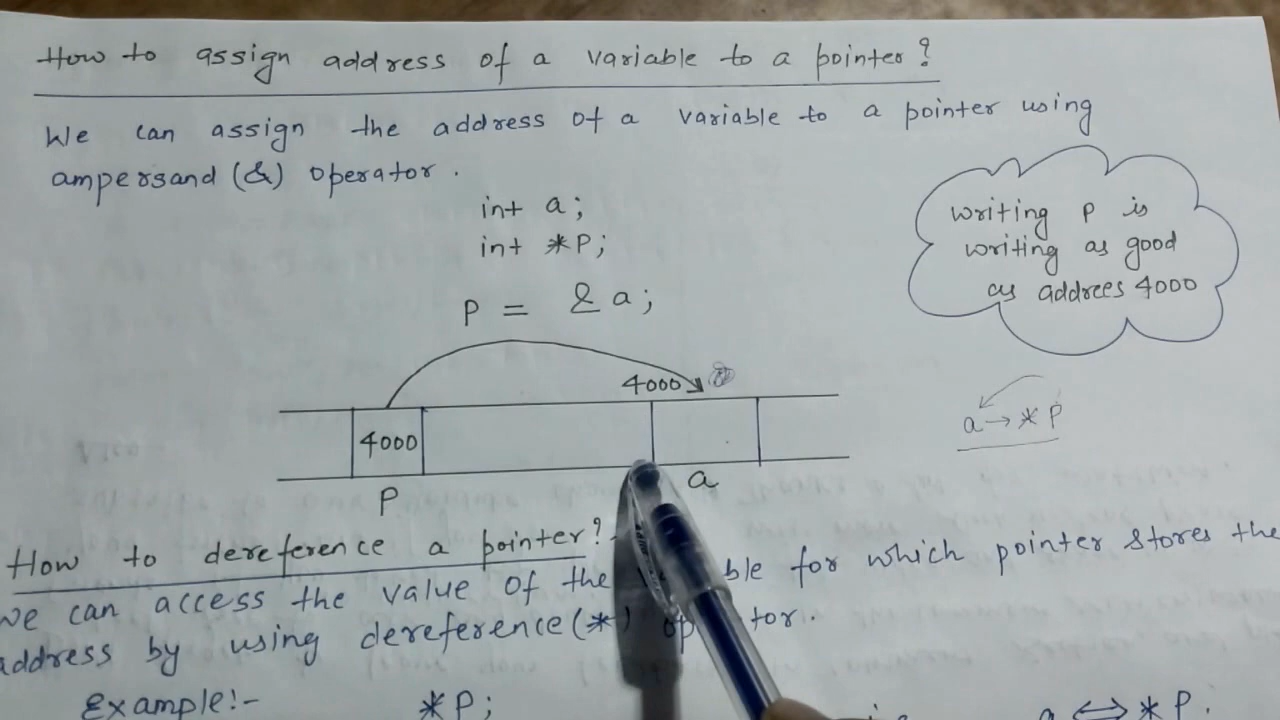 How to assign address of a variable to a pointer?
We can assign the address of a variable to a pointer using
ampersand (&) operator.
int a;
int *P;
P = &a;
writing P is
writing as good
as addrees 4000
4000
4000
P
a
a → *P
How to dereference a pointer?
We can access the value of the ble for which pointer stores the
address by using dereference(*) op tor.
Example:-
*P;
a ⇔ *P.